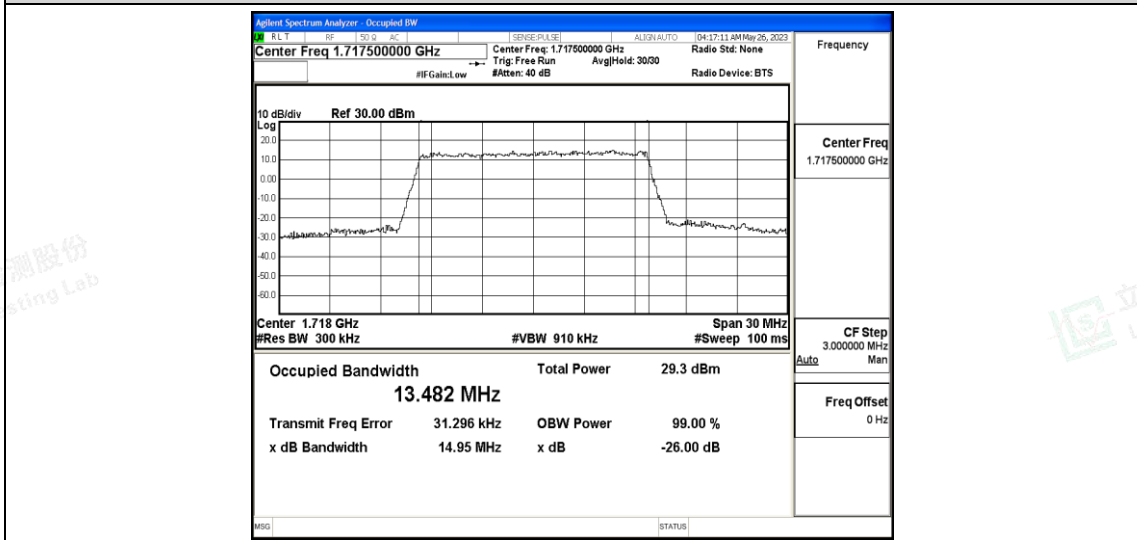 Agilent Spectrum Analyzer - Occupied BW
LXI RLT RF 50 Ω AC SENSE:PULSE ALIGN AUTO 04:17:11 AM May 26, 2023
Center Freq 1.717500000 GHz
Center Freq: 1.717500000 GHz Radio Std: None
Trig: Free Run Avg|Hold: 30/30
#IFGain:Low #Atten: 40 dB Radio Device: BTS
Frequency
10 dB/div Ref 30.00 dBm
Log
20.0
10.0
0.00
-10.0
-20.0
-30.0
-40.0
-50.0
-60.0
Center 1.718 GHz Span 30 MHz
#Res BW 300 kHz #VBW 910 kHz #Sweep 100 ms
Center Freq
1.717500000 GHz
CF Step
3.000000 MHz
Auto Man
Freq Offset
0 Hz
Occupied Bandwidth Total Power 29.3 dBm
13.482 MHz
Transmit Freq Error 31.296 kHz OBW Power 99.00 %
x dB Bandwidth 14.95 MHz x dB -26.00 dB
MSG STATUS
测股份
sting Lab
立